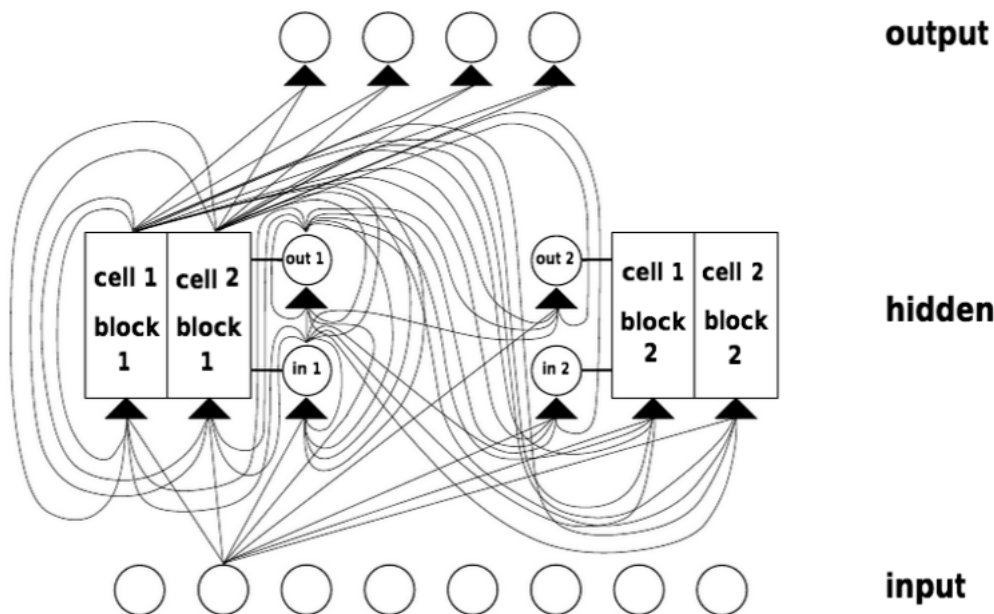 output
cell 1
block
1
cell 2
block
1
out 1
in 1
out 2
in 2
cell 1
block
2
cell 2
block
2
hidden
input